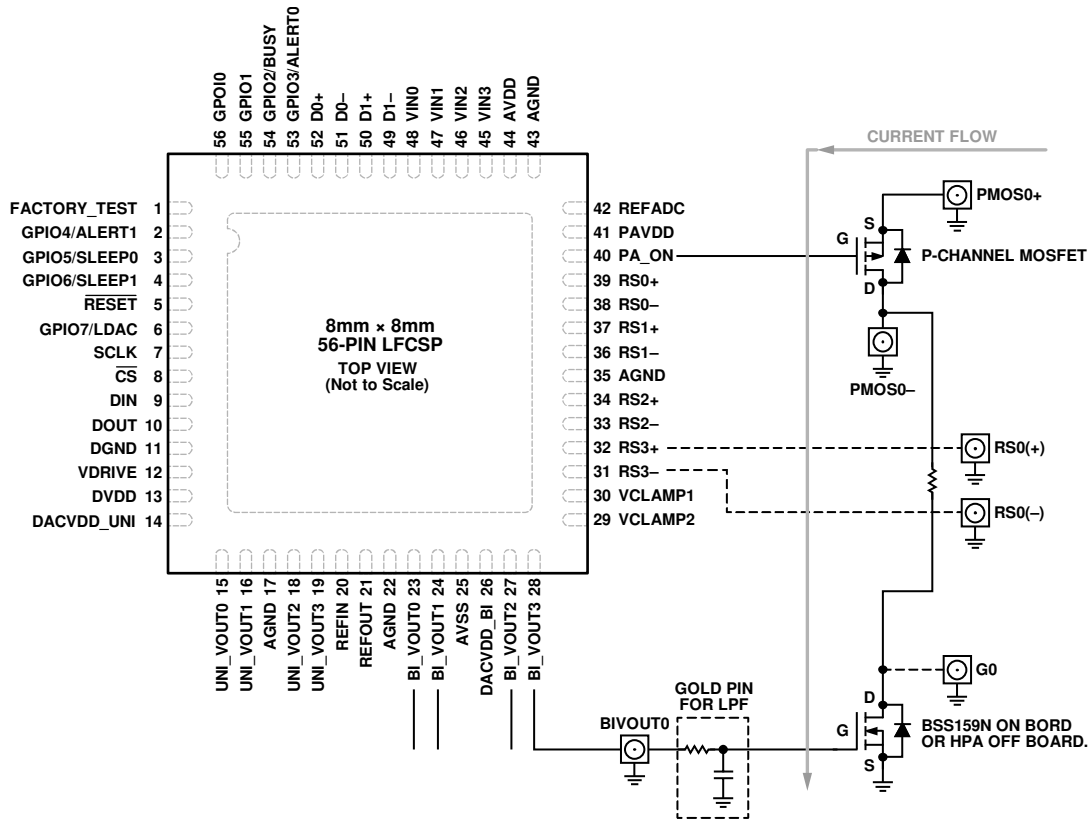 56 GPOI0
55 GPIO1
54 GPIO2/BUSY
53 GPIO3/ALERT0
52 D0+
51 D0–
50 D1+
49 D1–
48 VIN0
47 VIN1
46 VIN2
45 VIN3
44 AVDD
43 AGND
CURRENT FLOW
FACTORY_TEST 1
GPIO4/ALERT1 2
GPIO5/SLEEP0 3
GPIO6/SLEEP1 4
RESET 5
GPIO7/LDAC 6
SCLK 7
CS 8
DIN 9
DOUT 10
DGND 11
VDRIVE 12
DVDD 13
DACVDD_UNI 14
8mm × 8mm
56-PIN LFCSP
TOP VIEW
(Not to Scale)
42 REFADC
41 PAVDD
40 PA_ON
39 RS0+
38 RS0–
37 RS1+
36 RS1–
35 AGND
34 RS2+
33 RS2–
32 RS3+
31 RS3–
30 VCLAMP1
29 VCLAMP2
PMOS0+
S
G
D
P-CHANNEL MOSFET
PMOS0–
RS0(+)
RS0(–)
UNI_VOUT0 15
UNI_VOUT1 16
AGND 17
UNI_VOUT2 18
UNI_VOUT3 19
REFIN 20
REFOUT 21
AGND 22
BI_VOUT0 23
BI_VOUT1 24
AVSS 25
DACVDD_BI 26
BI_VOUT2 27
BI_VOUT3 28
G0
GOLD PIN
FOR LPF
BIVOUT0
D
G
S
BSS159N ON BORD
OR HPA OFF BOARD.